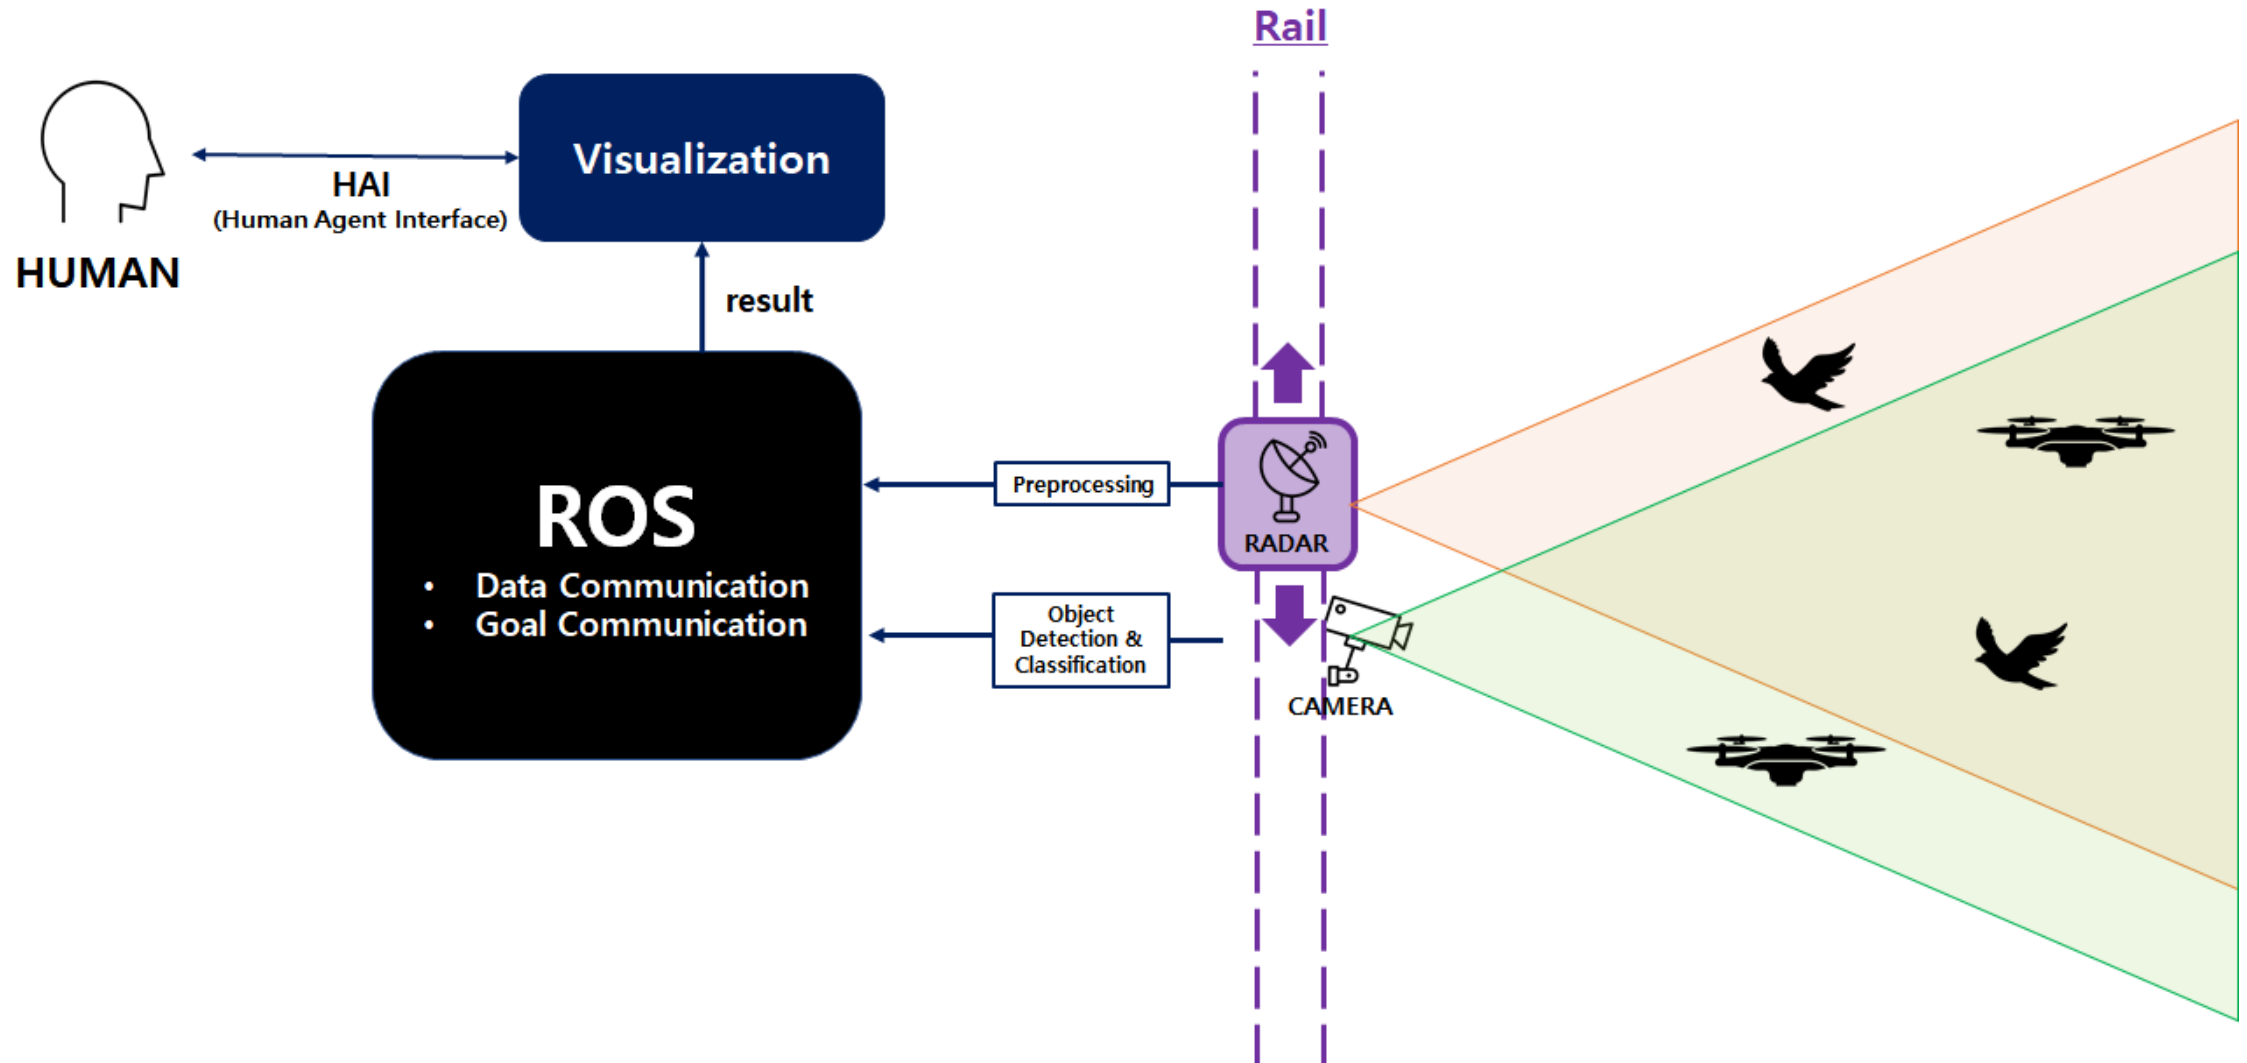 Rail
Visualization
HAI
(Human Agent Interface)
HUMAN
result
ROS
• Data Communication
• Goal Communication
Preprocessing
Object
Detection &
Classification
RADAR
CAMERA